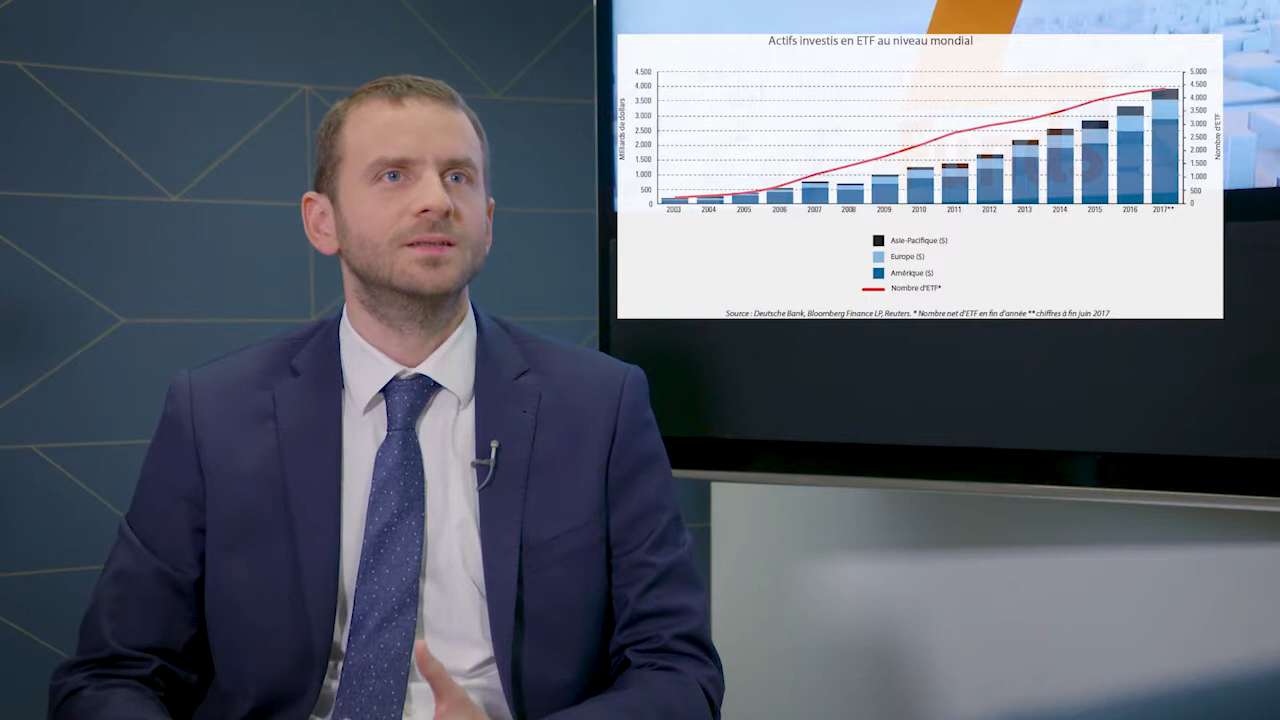 Actifs investis en ETF au niveau mondial
Milliards de dollars
4.500
4.000
3.500
3.000
2.500
2.000
1.500
1.000
500
0
5.000
4.500
4.000
3.500
3.000
2.500
2.000
1.500
1.000
500
0
Nombre d'ETF
2003 2004 2005 2006 2007 2008 2009 2010 2011 2012 2013 2014 2015 2016 2017**
Asie-Pacifique ($)
Europe ($)
Amérique ($)
Nombre d'ETF*
Source : Deutsche Bank, Bloomberg Finance LP, Reuters. * Nombre net d'ETF en fin d'année ** chiffres à fin juin 2017